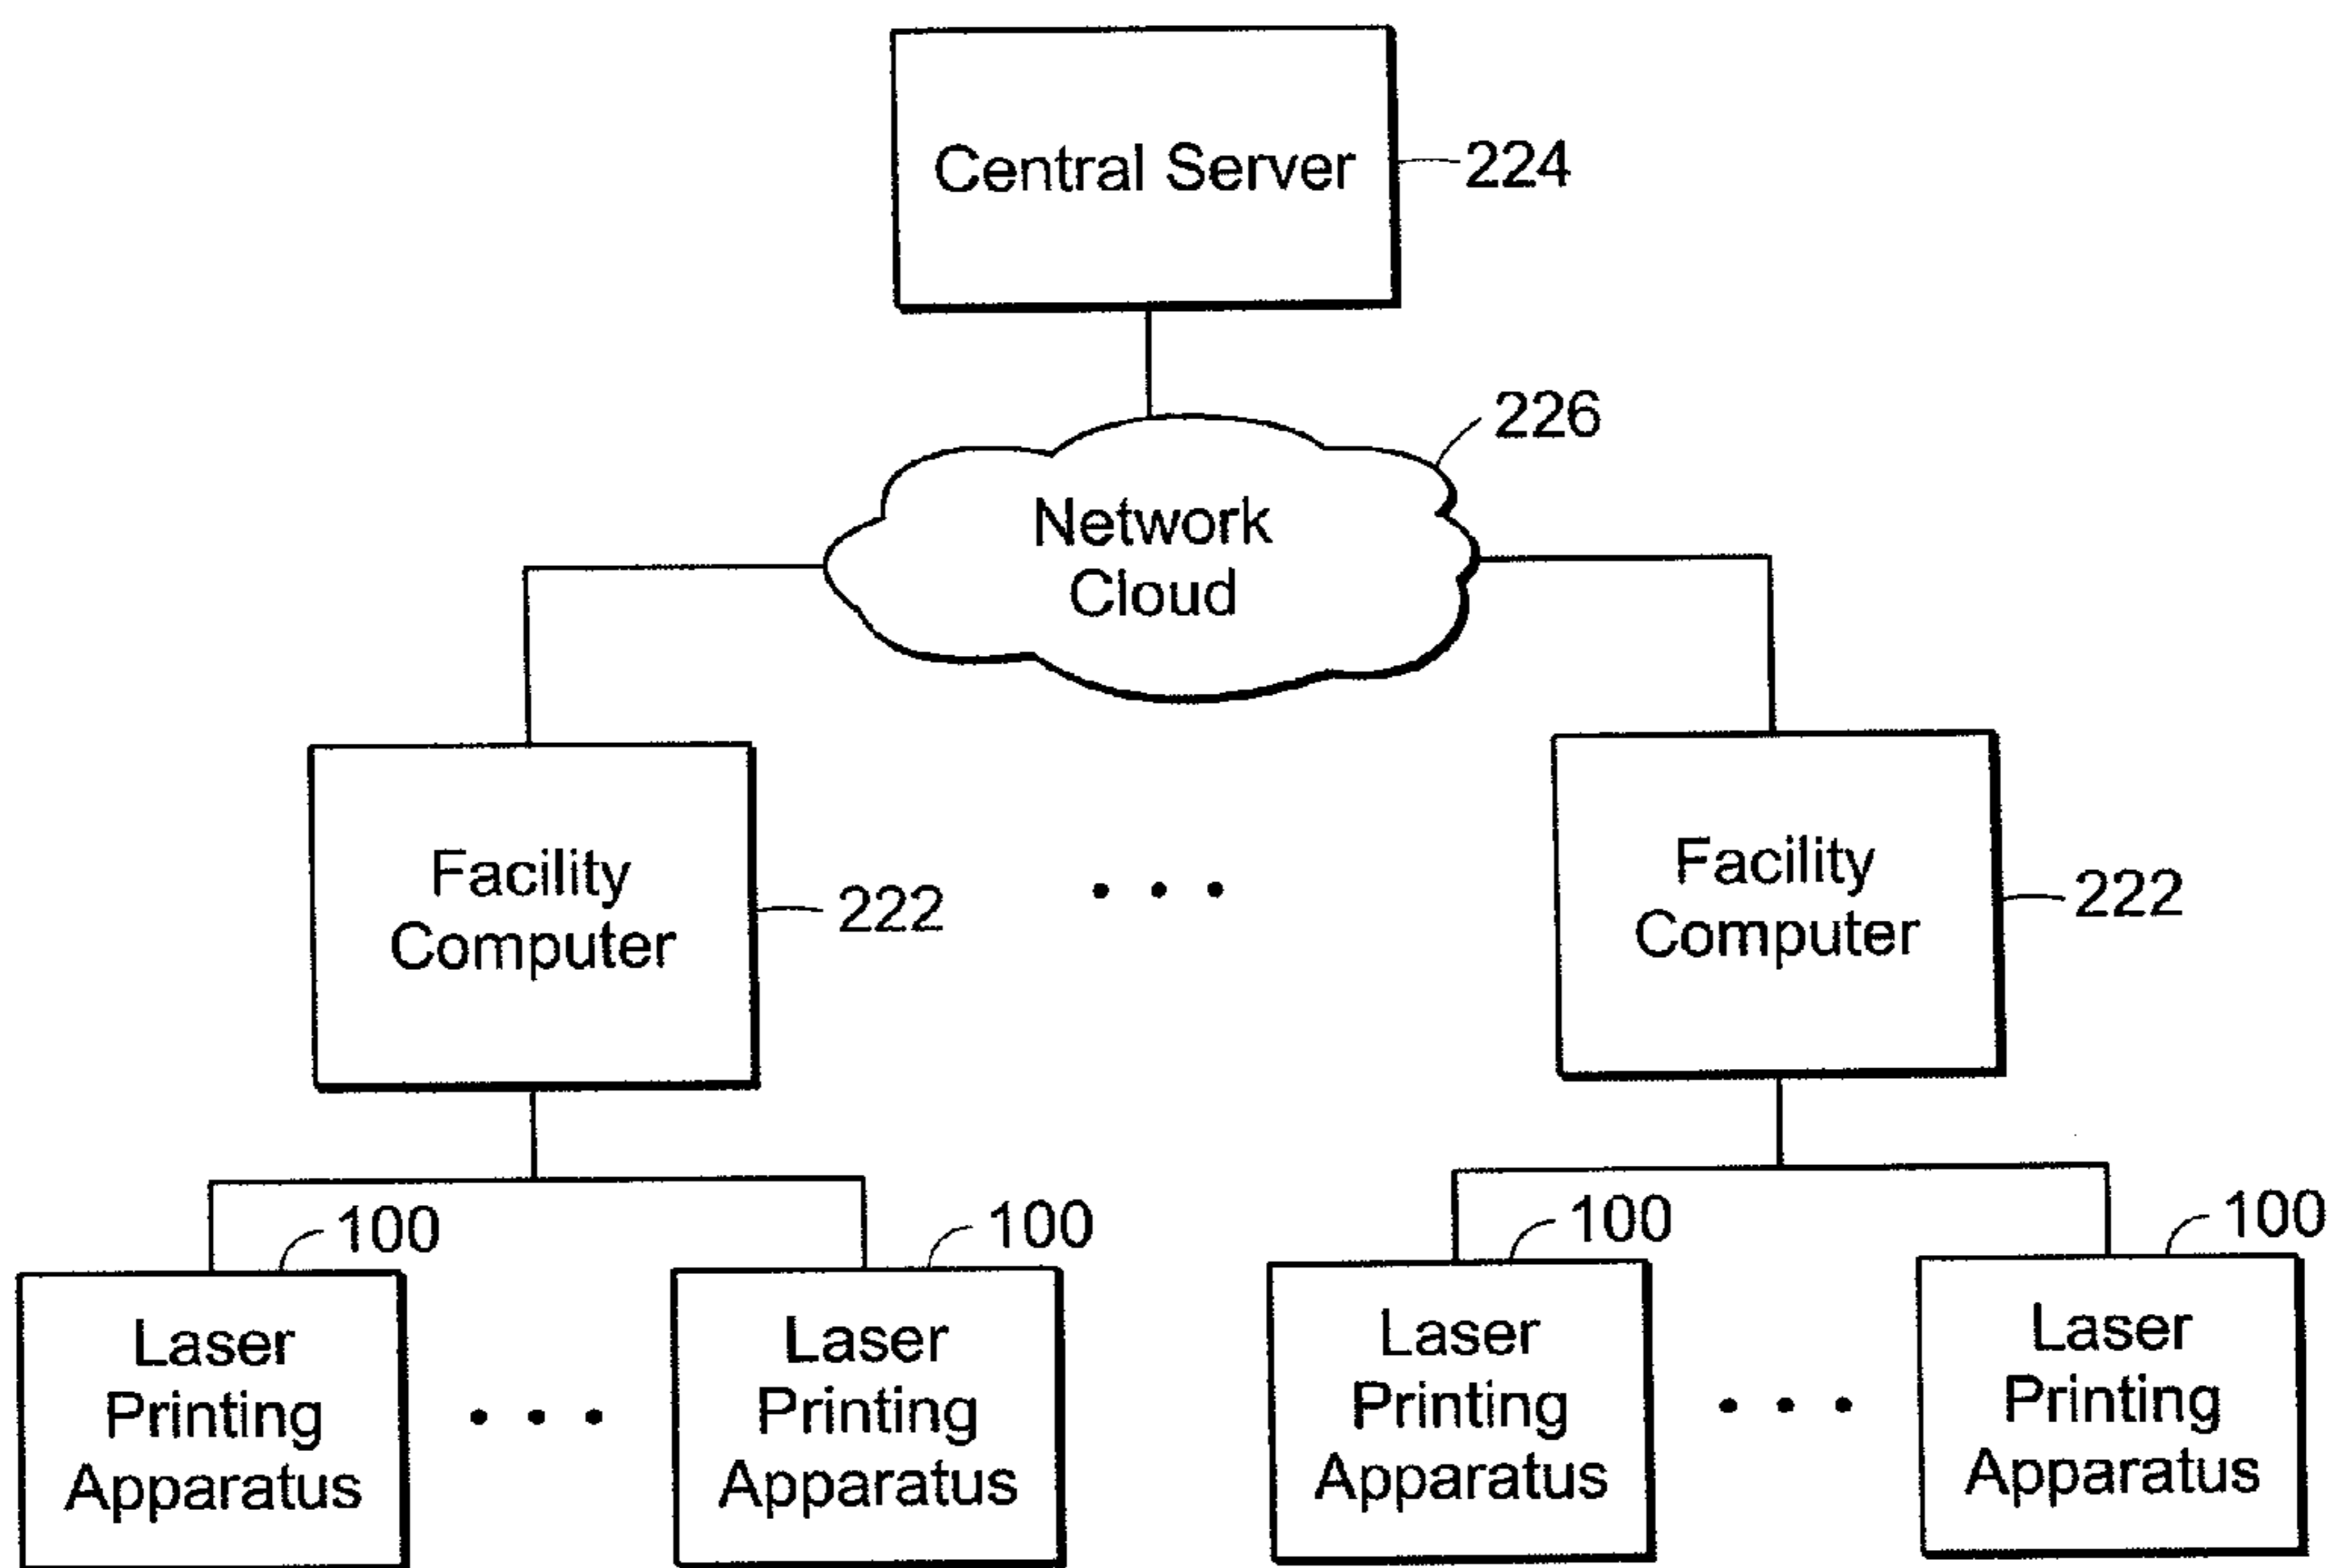 Central Server
224
226
Network
Cloud
Facility
Computer
222
Facility
Computer
222
100
100
100
100
Laser
Printing
Apparatus
Laser
Printing
Apparatus
Laser
Printing
Apparatus
Laser
Printing
Apparatus